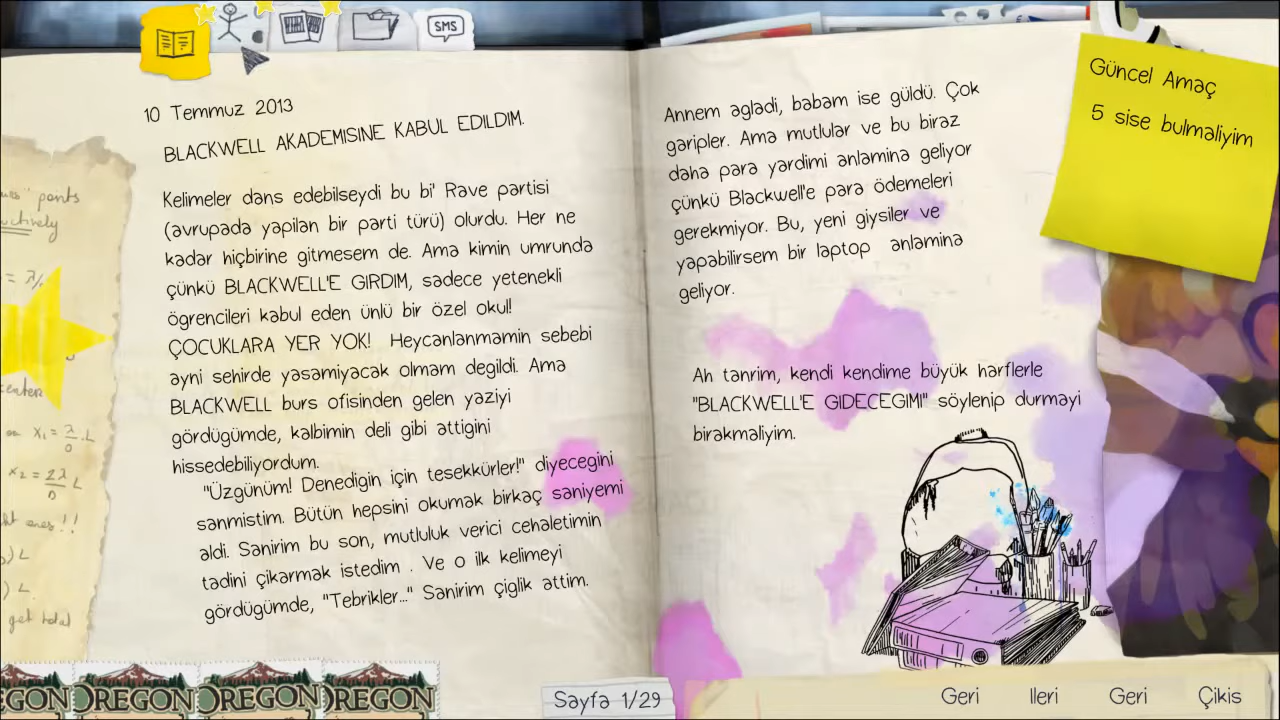 SMS
10 Temmuz 2013
BLACKWELL AKADEMISINE KABUL EDILDIM.
Kelimeler dans edebilseydi bu bi' Rave partisi
(avrupada yapilan bir parti türü) olurdu. Her ne
kadar hiçbirine gitmesem de. Ama kimin umrunda
çünkü BLACKWELL'E GIRDIM, sadece yetenekli
ögrencileri kabul eden ünlü bir özel okul!
ÇOCUKLARA YER YOK! Heycanlanmamin sebebi
ayni sehirde yasamiyacak olmam degildi. Ama
BLACKWELL burs ofisinden gelen yaziyi
gördügümde, kalbimin deli gibi attigini
hissedebiliyordum.
"Üzgünüm! Denedigin için tesekkürler!" diyecegini
sanmistim. Bütün hepsini okumak birkaç saniyemi
aldi. Sanirim bu son, mutluluk verici cehaletimin
tadini çikarmak istedim . Ve o ilk kelimeyi
gördügümde, "Tebrikler..." Sanirim çiglik attim.
Annem agladi, babam ise güldü. Çok
garipler. Ama mutlular ve bu biraz
daha para yardimi anlamina geliyor
çünkü Blackwell'e para ödemeleri
gerekmiyor. Bu, yeni giysiler ve
yapabilirsem bir laptop anlamina
geliyor.
Ah tanrim, kendi kendime büyük harflerle
"BLACKWELL'E GIDECEGIM!" söylenip durmayi
birakmaliyim.
Güncel Amaç
5 sise bulmaliyim
points
get total
EGON OREGON OREGON OREGON
Sayfa 1/29
Geri Ileri Geri Çikis